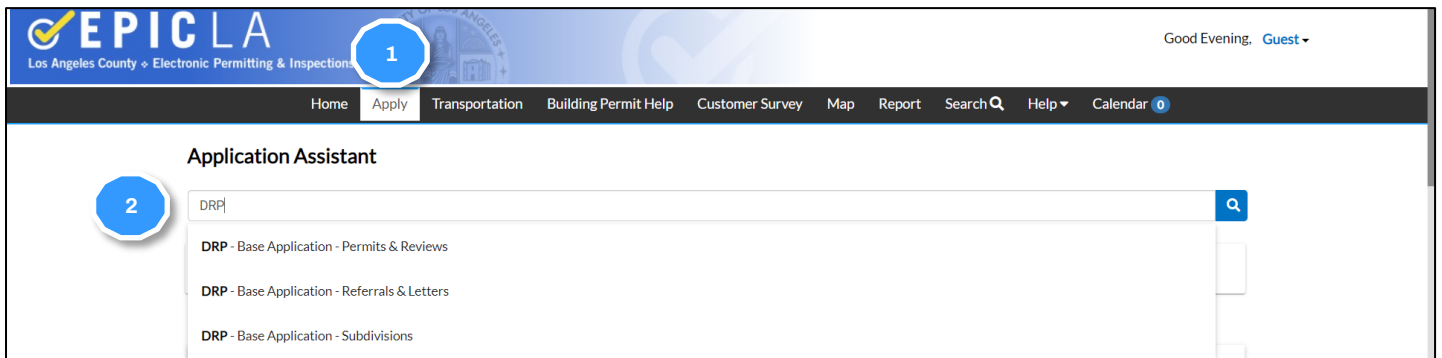 EPICLA
Los Angeles County Electronic Permitting & Inspections
1
Good Evening, Guest
Home Apply Transportation Building Permit Help Customer Survey Map Report Search Help Calendar 0
Application Assistant
2
DRP
DRP - Base Application - Permits & Reviews
DRP - Base Application - Referrals & Letters
DRP - Base Application - Subdivisions